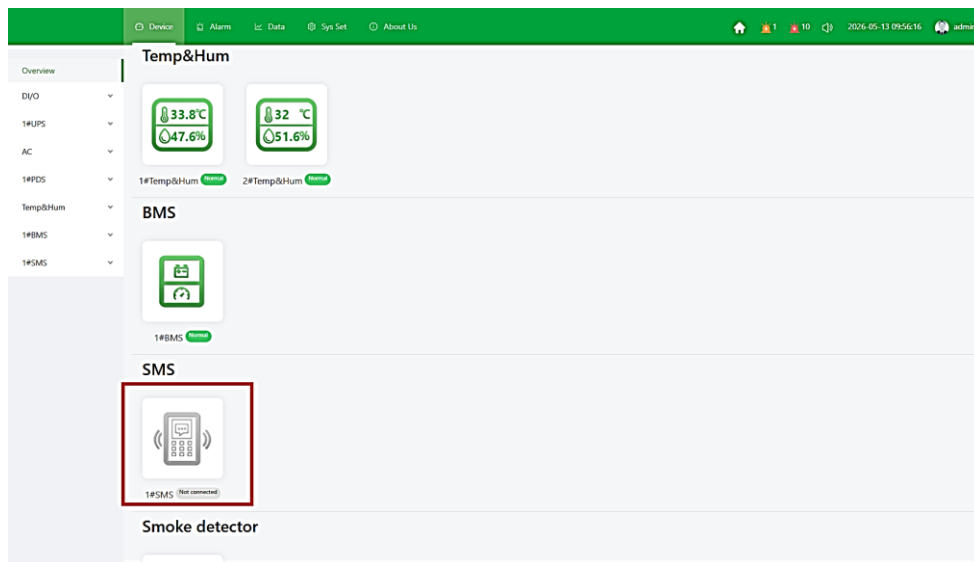 Device Alarm Data Sys Set About Us 1 10 2026-05-13 09:56:16 admin
Overview
DI/O
1#UPS
AC
1#PDS
Temp&Hum
1#BMS
1#SMS
Temp&Hum
33.8℃ 32 ℃
47.6% 51.6%
1#Temp&Hum Normal 2#Temp&Hum Normal
BMS
1#BMS Normal
SMS
1#SMS Not connected
Smoke detector